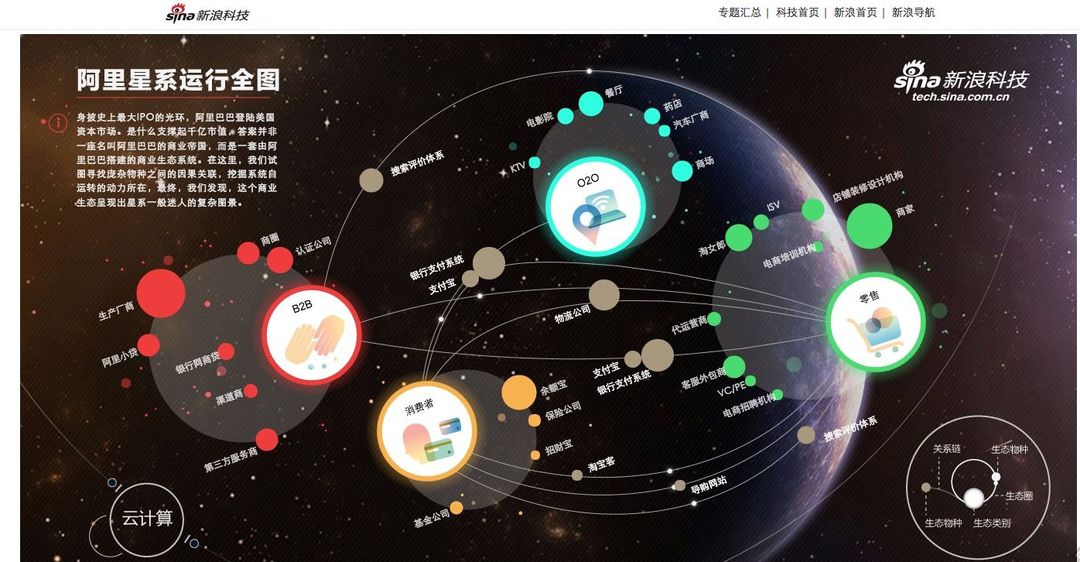 sina 新浪科技
专题汇总 | 科技首页 | 新浪首页 | 新浪导航
阿里星系运行全图
sina 新浪科技
tech.sina.com.cn
i
身披史上最大IPO的光环，阿里巴巴登陆美国
资本市场。是什么支撑起千亿市值，答案并非
一座名叫阿里巴巴的商业帝国，而是一套由阿
里巴巴搭建的商业生态系统。在这里，我们试
图寻找庞杂物种之间的因果关联，挖掘系统自
运转的动力所在，最终，我们发现，这个商业
生态呈现出星系一般迷人的复杂图景。
餐厅
电影院
药店
汽车厂商
KTV
商场
O2O
搜索评价体系
店铺装修设计机构
ISV
商家
淘女郎
电商培训机构
商圈
认证公司
银行支付系统
支付宝
生产厂商
B2B
物流公司
零售
代运营商
阿里小贷
银行网商贷
渠道商
第三方服务商
支付宝
银行支付系统
客服外包商
VC/PE
电商招聘机构
消费者
余额宝
保险公司
招财宝
基金公司
淘宝客
导购网站
搜索评价体系
云计算
关系链
生态物种
生态圈
生态物种
生态类别